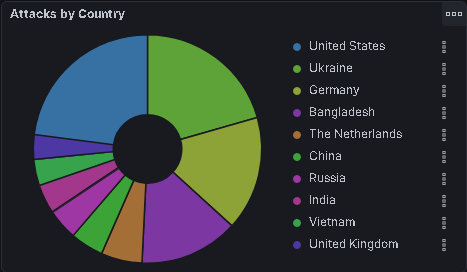 Attacks by Country
United States
Ukraine
Germany
Bangladesh
The Netherlands
China
Russia
India
Vietnam
United Kingdom